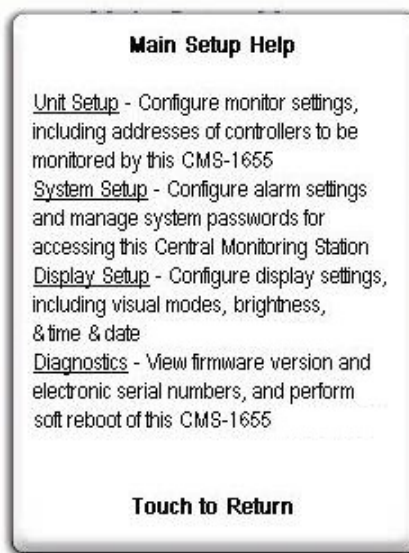 Main Setup Help
Unit Setup - Configure monitor settings,
including addresses of controllers to be
monitored by this CMS-1655
System Setup - Configure alarm settings
and manage system passwords for
accessing this Central Monitoring Station
Display Setup - Configure display settings,
including visual modes, brightness,
&time & date
Diagnostics - View firmware version and
electronic serial numbers, and perform
soft reboot of this CMS-1655
Touch to Return